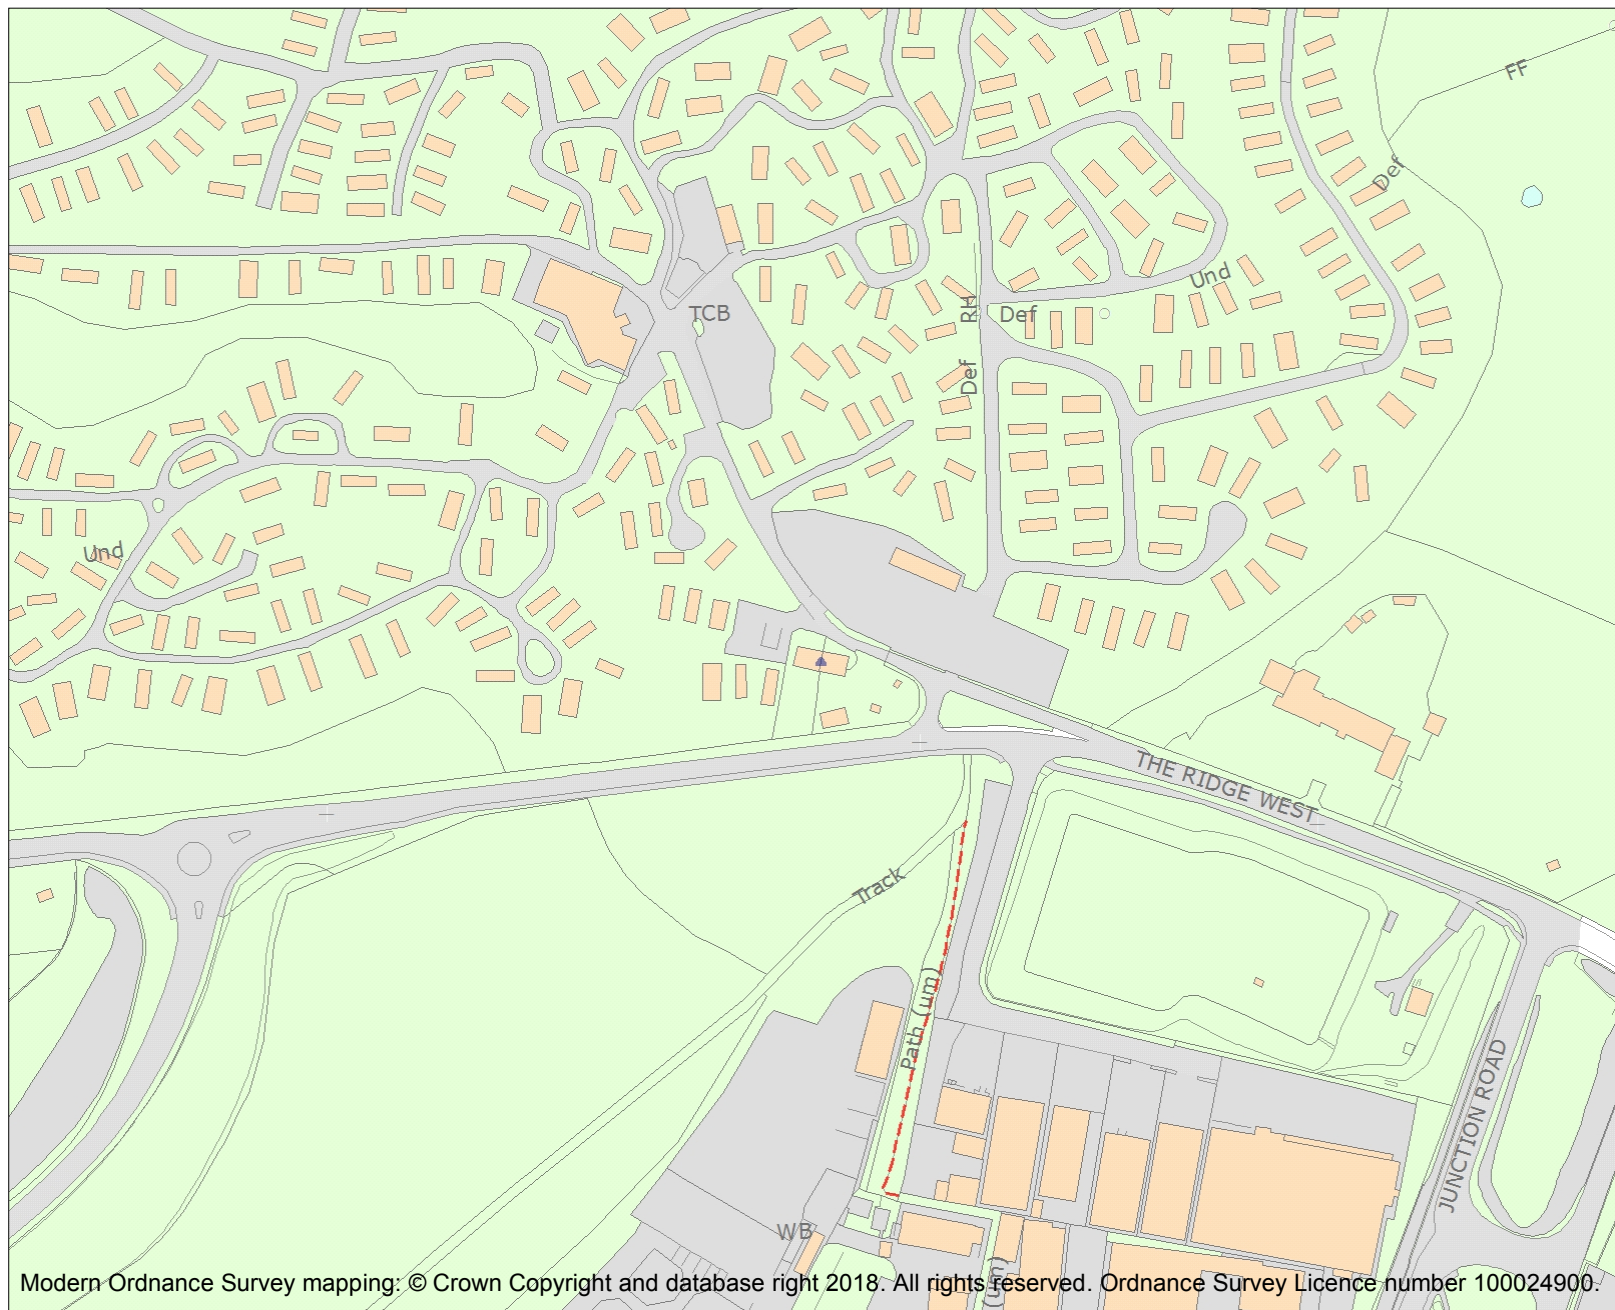 FF
Def
Und
RH
TCB
Def
Def
Und
THE RIDGE WEST
Track
Path (um)
JUNCTION ROAD
WB
(um)
Modern Ordnance Survey mapping: © Crown Copyright and database right 2018. All rights reserved. Ordnance Survey Licence number 100024900.